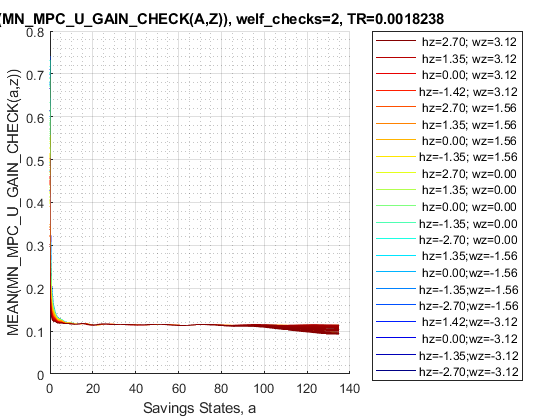 (MN_MPC_U_GAIN_CHECK(A,Z)), welf_checks=2, TR=0.0018238
MEAN(MN_MPC_U_GAIN_CHECK(a,z))
0.8
0.7
0.6
0.5
0.4
0.3
0.2
0.1
0
0 20 40 60 80 100 120 140
Savings States, a
hz=2.70; wz=3.12
hz=1.35; wz=3.12
hz=0.00; wz=3.12
hz=-1.42; wz=3.12
hz=2.70; wz=1.56
hz=1.35; wz=1.56
hz=0.00; wz=1.56
hz=-1.35; wz=1.56
hz=2.70; wz=0.00
hz=1.35; wz=0.00
hz=0.00; wz=0.00
hz=-1.35; wz=0.00
hz=-2.70; wz=0.00
hz=1.35;wz=-1.56
hz=0.00;wz=-1.56
hz=-1.35;wz=-1.56
hz=-2.70;wz=-1.56
hz=1.42;wz=-3.12
hz=0.00;wz=-3.12
hz=-1.35;wz=-3.12
hz=-2.70;wz=-3.12